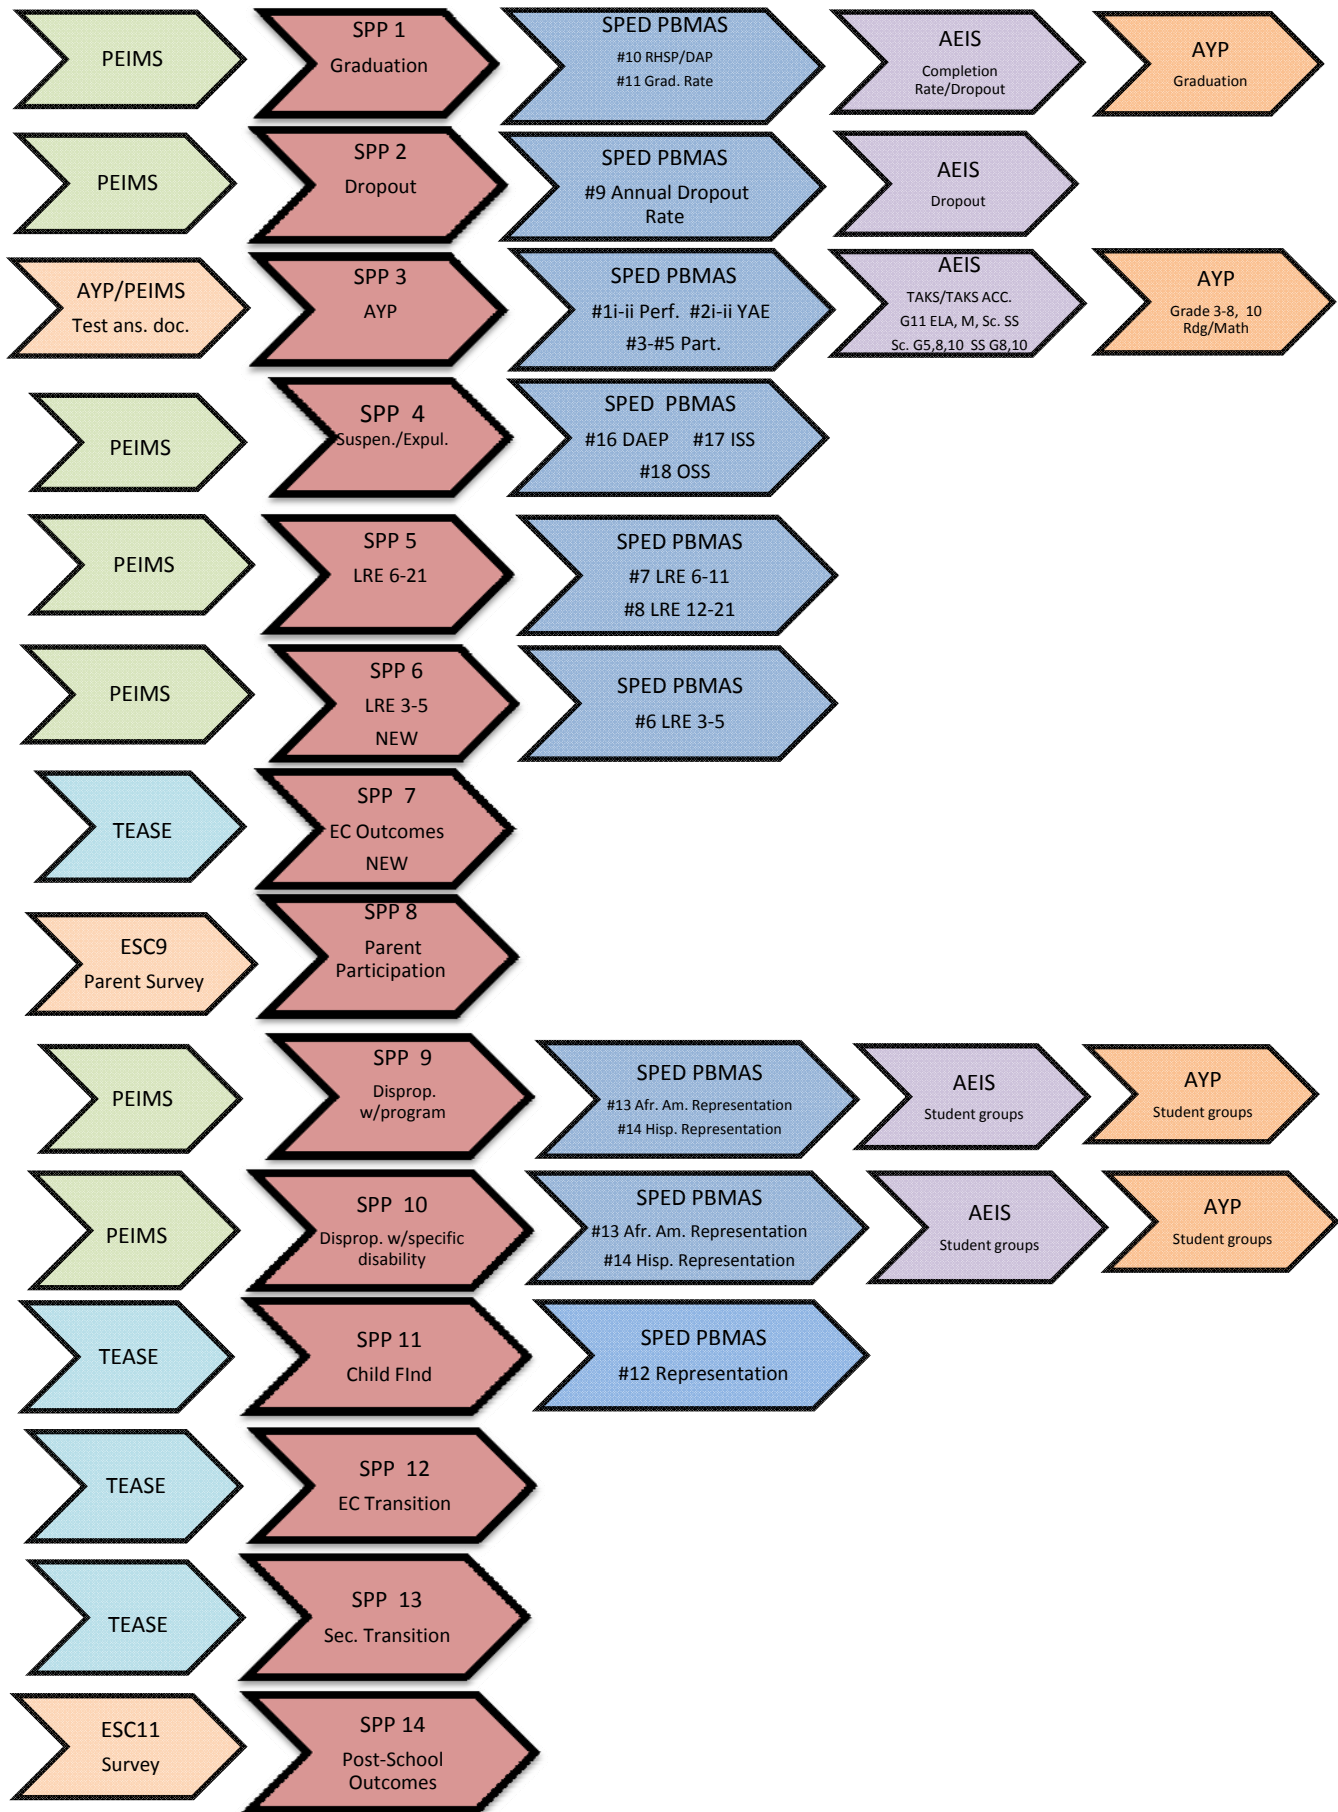 PEIMS
SPP 1
Graduation
SPED PBMAS
#10 RHSP/DAP
#11 Grad. Rate
AEIS
Completion
Rate/Dropout
AYP
Graduation
PEIMS
SPP 2
Dropout
SPED PBMAS
#9 Annual Dropout
Rate
AEIS
Dropout
AYP/PEIMS
Test ans. doc.
SPP 3
AYP
SPED PBMAS
#1i-ii Perf. #2i-ii YAE
#3-#5 Part.
AEIS
TAKS/TAKS ACC.
G11 ELA, M, Sc. SS
Sc. G5,8,10 SS G8,10
AYP
Grade 3-8, 10
Rdg/Math
PEIMS
SPP 4
Suspen./Expul.
SPED PBMAS
#16 DAEP #17 ISS
#18 OSS
PEIMS
SPP 5
LRE 6-21
SPED PBMAS
#7 LRE 6-11
#8 LRE 12-21
PEIMS
SPP 6
LRE 3-5
NEW
SPED PBMAS
#6 LRE 3-5
TEASE
SPP 7
EC Outcomes
NEW
ESC9
Parent Survey
SPP 8
Parent
Participation
PEIMS
SPP 9
Disprop.
w/program
SPED PBMAS
#13 Afr. Am. Representation
#14 Hisp. Representation
AEIS
Student groups
AYP
Student groups
PEIMS
SPP 10
Disprop. w/specific
disability
SPED PBMAS
#13 Afr. Am. Representation
#14 Hisp. Representation
AEIS
Student groups
AYP
Student groups
TEASE
SPP 11
Child FInd
SPED PBMAS
#12 Representation
TEASE
SPP 12
EC Transition
TEASE
SPP 13
Sec. Transition
ESC11
Survey
SPP 14
Post-School
Outcomes